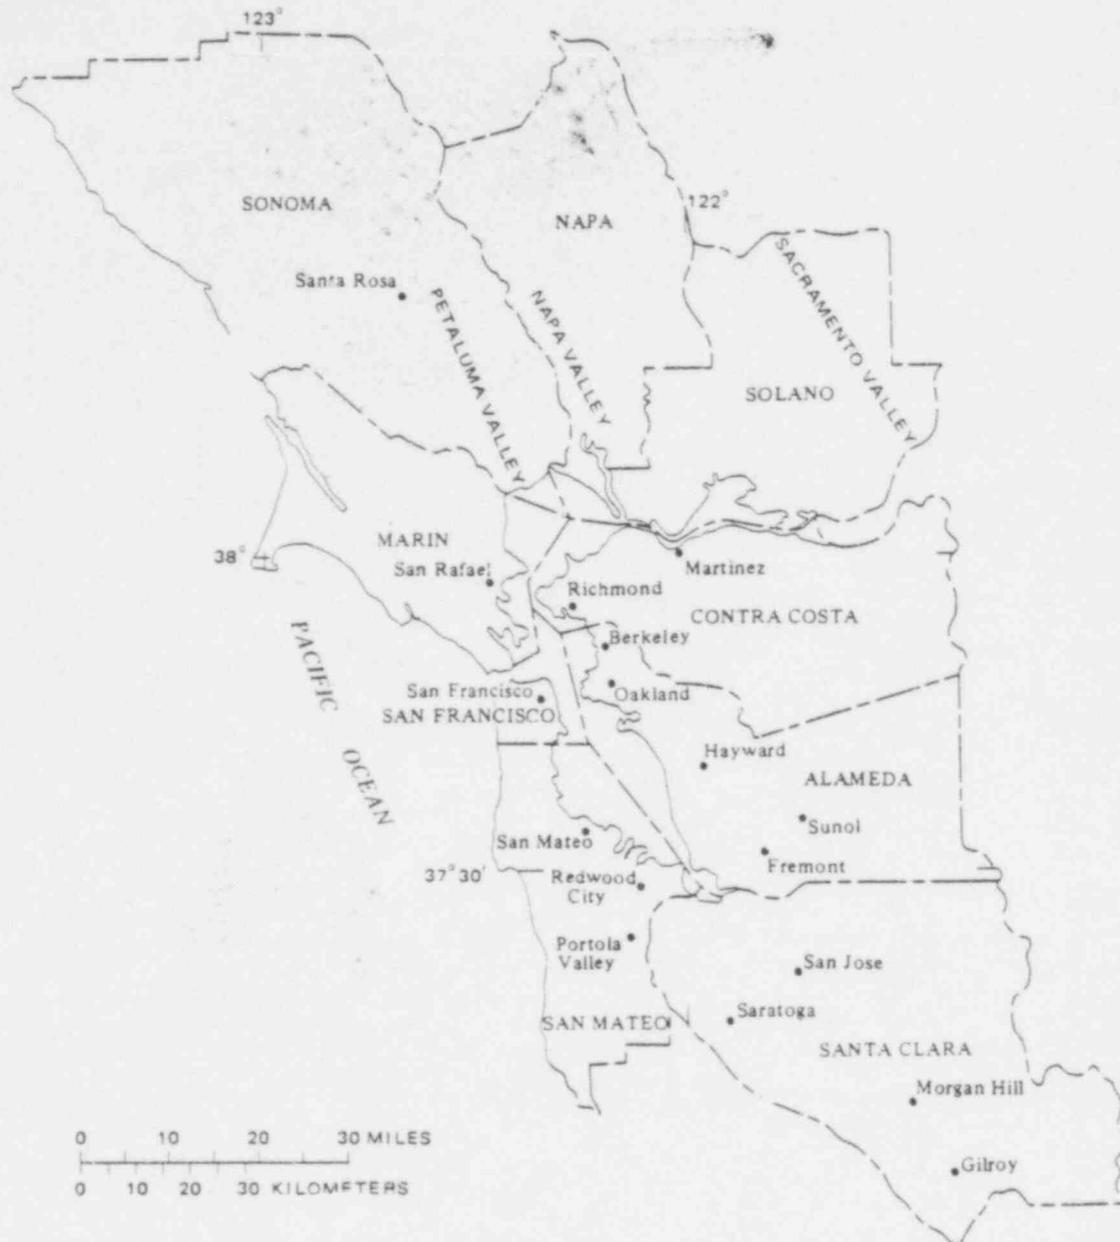 123°
SONOMA
NAPA
122°
SACRAMENTO VALLEY
Santa Rosa
PETALUMA VALLEY
NAPA VALLEY
SOLANO
MARIN
38°
San Rafael
Martinez
Richmond
CONTRA COSTA
PACIFIC
OCEAN
Berkeley
San Francisco
Oakland
SAN FRANCISCO
Hayward
ALAMEDA
Sunol
San Mateo
Fremont
37°30'
Redwood
City
Portola
Valley
San Jose
Saratoga
SAN MATEO
SANTA CLARA
Morgan Hill
Gilroy
0 10 20 30 MILES
0 10 20 30 KILOMETERS